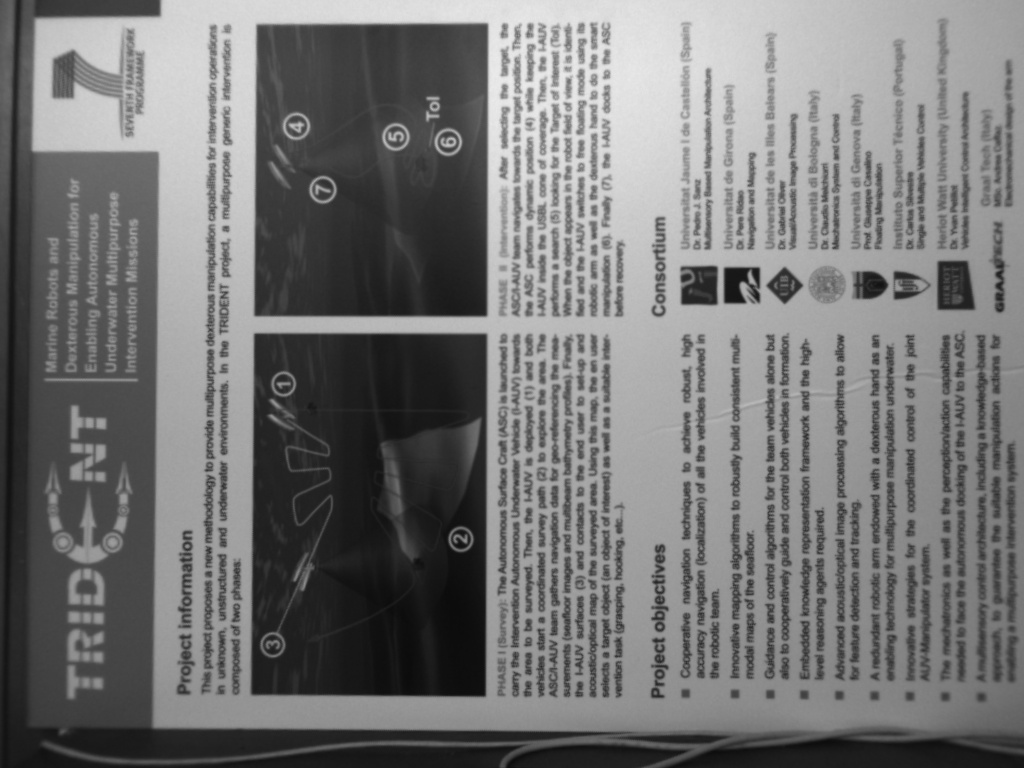 TRIDENT
Marine Robots and
Dexterous Manipulation for
Enabling Autonomous
Underwater Multipurpose
Intervention Missions
SEVENTH FRAMEWORK
PROGRAMME
Project information
This project proposes a new methodology to provide multipurpose dexterous manipulation capabilities for intervention operations
in unknown, unstructured and underwater environments. In the TRIDENT project, a multipurpose generic intervention is
composed of two phases:
1
2
3
4
5
6
7
ToI
PHASE I (Survey): The Autonomous Surface Craft (ASC) is launched to
carry the Intervention Autonomous Underwater Vehicle (I-AUV) towards
the area to be surveyed. Then, the I-AUV is deployed (1) and both
vehicles start a coordinated survey path (2) to explore the area. The
ASC/I-AUV team gathers navigation data for geo-referencing the mea-
surements (seafloor images and multibeam bathymetry profiles). Finally,
the I-AUV surfaces (3) and contacts to the end user to set-up and
acoustic/optical map of the surveyed area. Using this map, the en user
selects a target object (an object of interest) as well as a suitable inter-
vention task (grasping, hooking, etc...).
PHASE II (Intervention): After selecting the target, the
ASC/I-AUV team navigates towards the target position. Then,
the ASC performs dynamic position (4) while keeping the
I-AUV inside the USBL cone of coverage. Then, the I-AUV
performs a search (5) looking for the Target of Interest (ToI).
When the object appears in the robot field of view, it is identi-
fied and the I-AUV switches to free floating mode using its
robotic arm as well as the dexterous hand to do the smart
manipulation (6). Finally (7), the I-AUV docks to the ASC
before recovery.
Project objectives
Cooperative navigation techniques to achieve robust, high
accuracy navigation (localization) of all the vehicles involved in
the robotic team.
Innovative mapping algorithms to robustly build consistent multi-
modal maps of the seafloor.
Guidance and control algorithms for the team vehicles alone but
also to cooperatively guide and control both vehicles in formation.
Embedded knowledge representation framework and the high-
level reasoning agents required.
Advanced acoustic/optical image processing algorithms to allow
for feature detection and tracking.
A redundant robotic arm endowed with a dexterous hand as an
enabling technology for multipurpose manipulation underwater.
Innovative strategies for the coordinated control of the joint
AUV-Manipulator system.
The mechatronics as well as the perception/action capabilities
needed to face the autonomous docking of the I-AUV to the ASC.
A multisensory control architecture, including a knowledge-based
approach, to guarantee the suitable manipulation actions for
enabling a multipurpose intervention system.
Consortium
Universitat Jaume I de Castellón (Spain)
Dr. Pedro J. Sanz
Multisensory Based Manipulation Architecture
Universitat de Girona (Spain)
Dr. Pere Ridao
Navigation and Mapping
Universitat de les Illes Balears (Spain)
Dr. Gabriel Oliver
Visual/Acoustic Image Processing
Università di Bologna (Italy)
Dr. Claudio Melchiorri
Mechatronics System and Control
Università di Genova (Italy)
Prof. Giuseppe Casalino
Floating Manipulation
Instituto Superior Técnico (Portugal)
Dr. Carlos Silvestre
Single and Multiple Vehicles Control
HERIOT WATT
Heriot Watt University (United Kingdom)
Dr. Yvan Petillot
Vehicles Intelligent Control Architecture
GRAALTECH
Graal Tech (Italy)
MSc. Andrea Caffaz
Electromechanical design of the arm